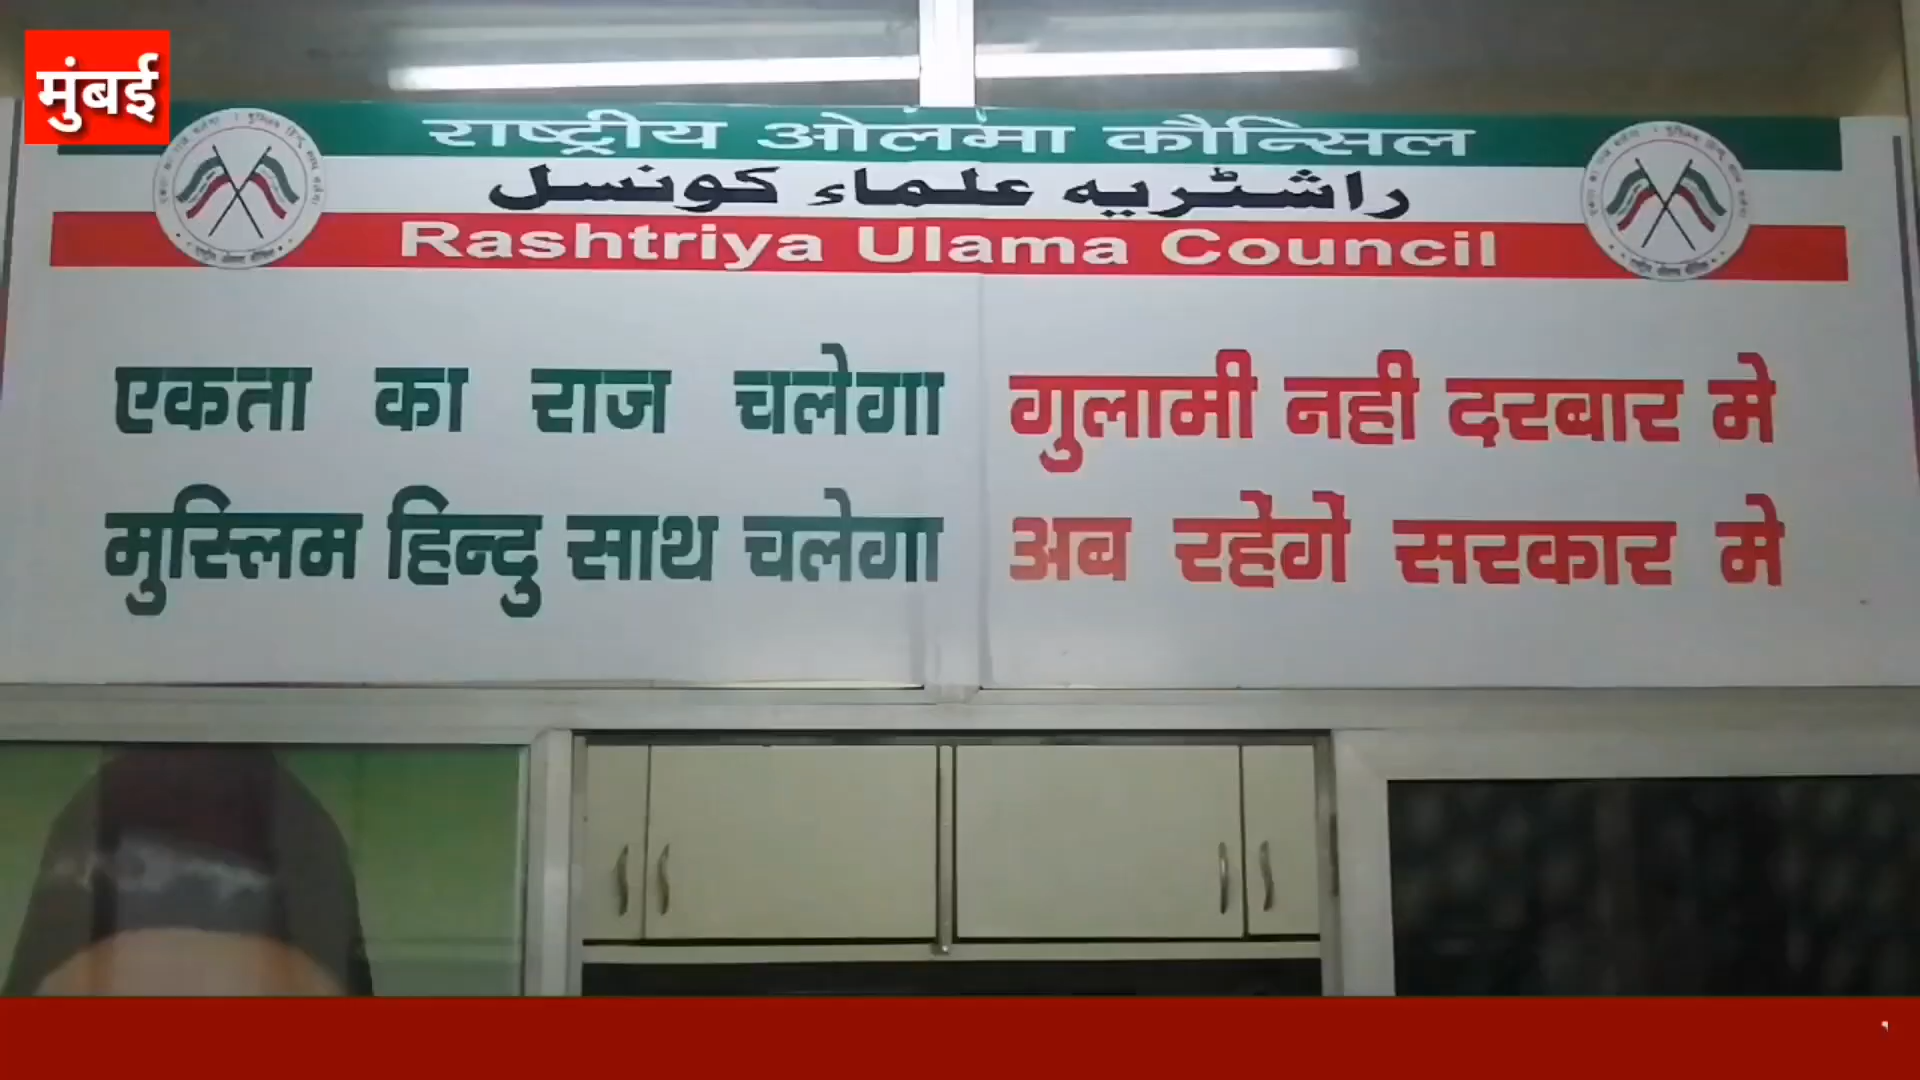 मुंबई
राष्ट्रीय ओलमा कौन्सिल
راشٹریہ علماء کونسل
Rashtriya Ulama Council
एकता का राज चलेगा गुलामी नही दरबार मे
मुस्लिम हिन्दु साथ चलेगा अब रहेंगें सरकार मे